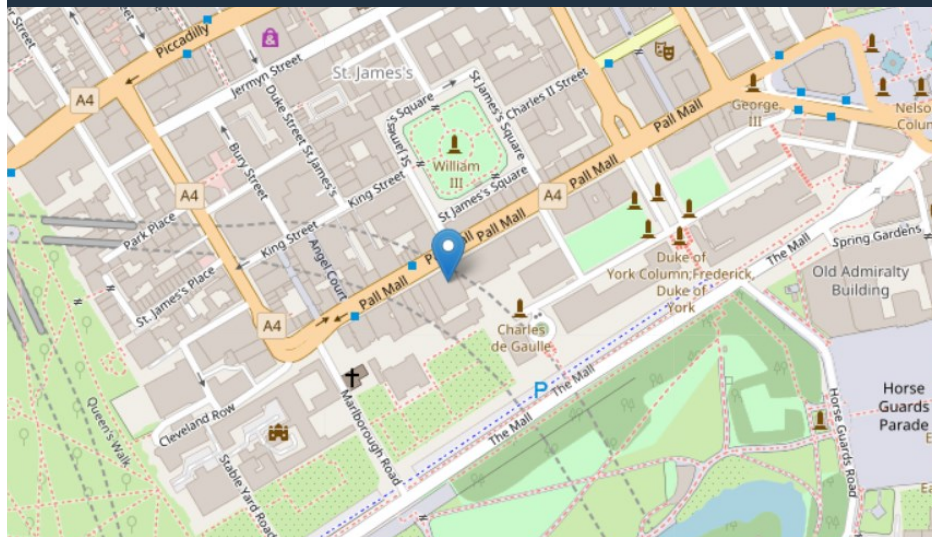 Piccadilly
er Street
A4
Jermyn Street
St. James's
Duke Street St James's
's Square
St James's
St James's Square
Charles II Street
William
III
George
III
Nelso
Colum
Pall Mall
Bury Street
A4
King Street
St James's Square
A4
Pall Mall
Pall Mall
Park Place
King Street
St. James's Place
Angel Court
Pall Mall
A4
Charles
de Gaulle
Duke of
York Column;Frederick,
Duke of
York
The Mall
Spring Gardens
Old Admiralty
Building
P
The Mall
The Mall
Horse
Guards
Parade
Horse Guards Road
Queen's Walk
Cleveland Row
Stable Yard Road
Marlborough Road
Ea